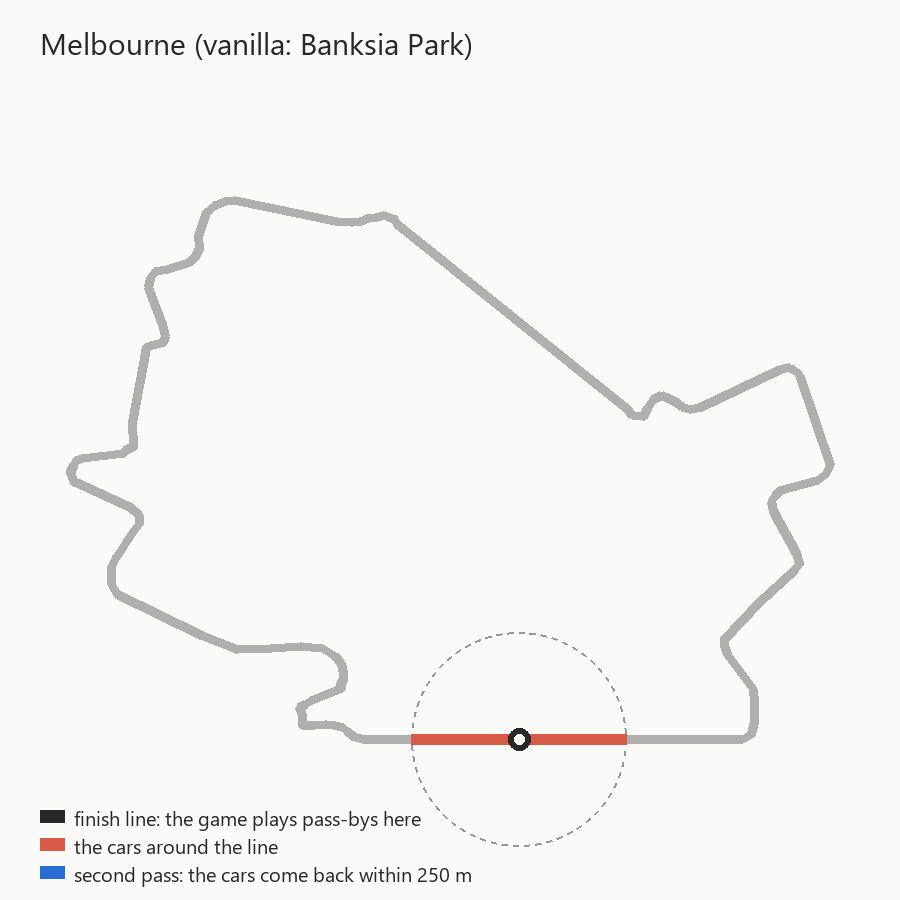 Melbourne (vanilla: Banksia Park)
finish line: the game plays pass-bys here
the cars around the line
second pass: the cars come back within 250 m